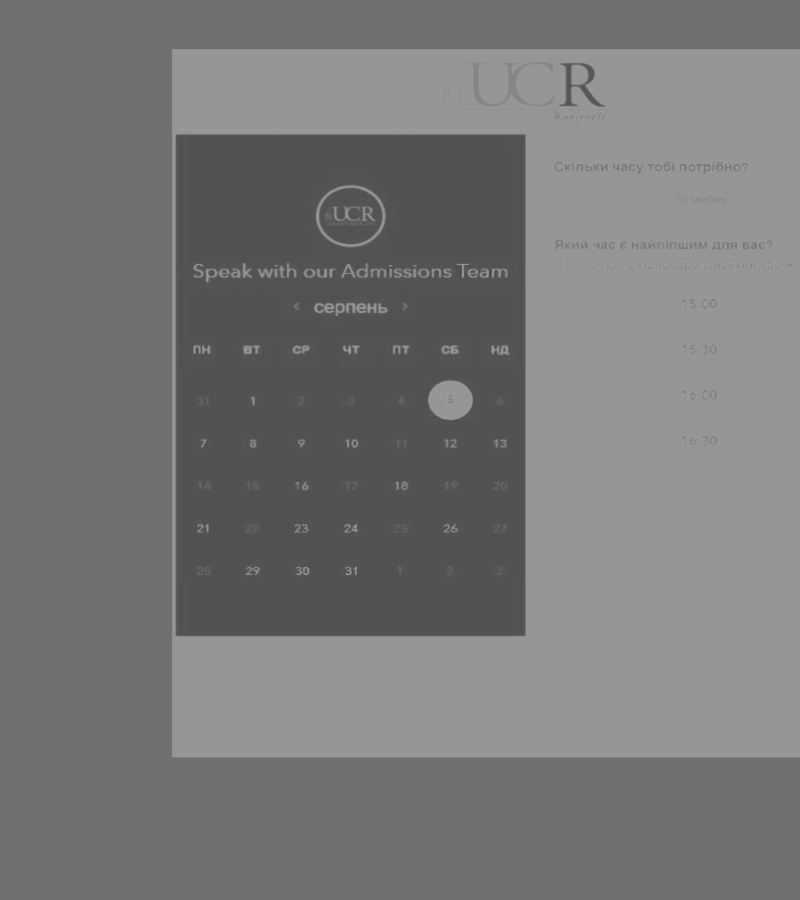 UCR
Roosevelt
UCR
Speak with our Admissions Team
< серпень >
ПН ВТ СР ЧТ ПТ СБ НД
31 1 2 3 4 5 6
7 8 9 10 11 12 13
14 15 16 17 18 19 20
21 22 23 24 25 26 27
28 29 30 31 1 2 3
Скільки часу тобі потрібно?
30 хвилин
Який час є найліпшим для вас?
03:00 Східноєвропейський час
15:00
15:30
16:00
16:30